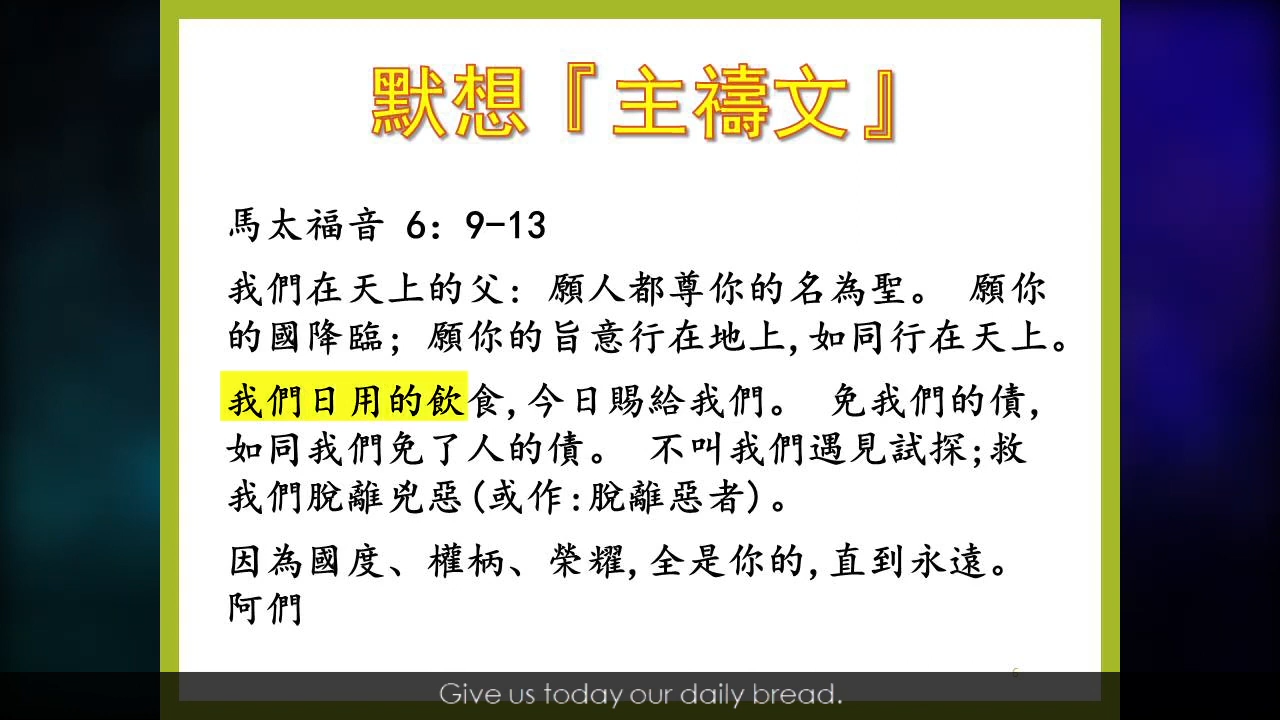 默想『主禱文』
馬太福音 6: 9-13
我們在天上的父: 願人都尊你的名為聖。 願你
的國降臨; 願你的旨意行在地上,如同行在天上。
我們日用的飲食,今日賜給我們。 免我們的債,
如同我們免了人的債。 不叫我們遇見試探;救
我們脫離兇惡(或作:脫離惡者)。
因為國度、權柄、榮耀,全是你的,直到永遠。
阿們
6
Give us today our daily bread.